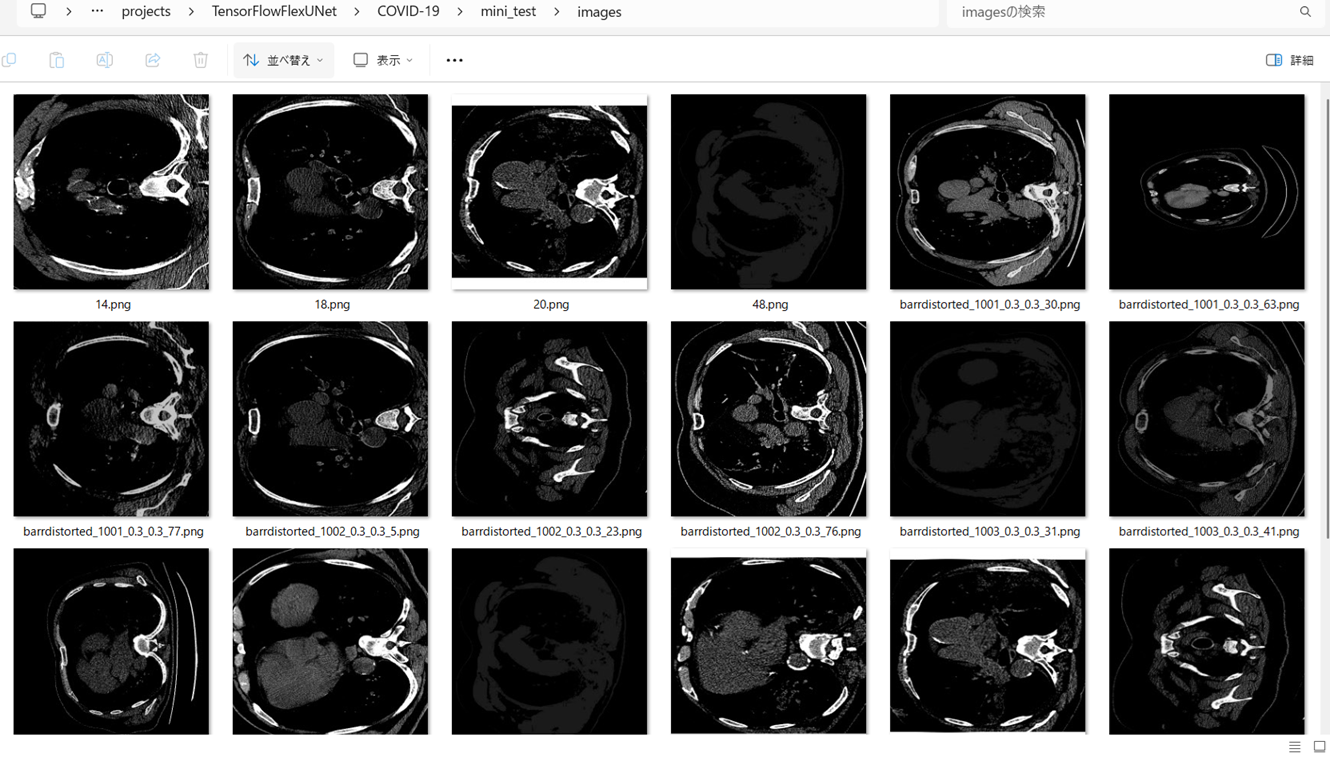 … projects > TensorFlowFlexUNet > COVID-19 > mini_test > images
imagesの検索
並べ替え
表示
詳細
14.png
18.png
20.png
48.png
barrdistorted_1001_0.3_0.3_30.png
barrdistorted_1001_0.3_0.3_63.png
barrdistorted_1001_0.3_0.3_77.png
barrdistorted_1002_0.3_0.3_5.png
barrdistorted_1002_0.3_0.3_23.png
barrdistorted_1002_0.3_0.3_76.png
barrdistorted_1003_0.3_0.3_31.png
barrdistorted_1003_0.3_0.3_41.png